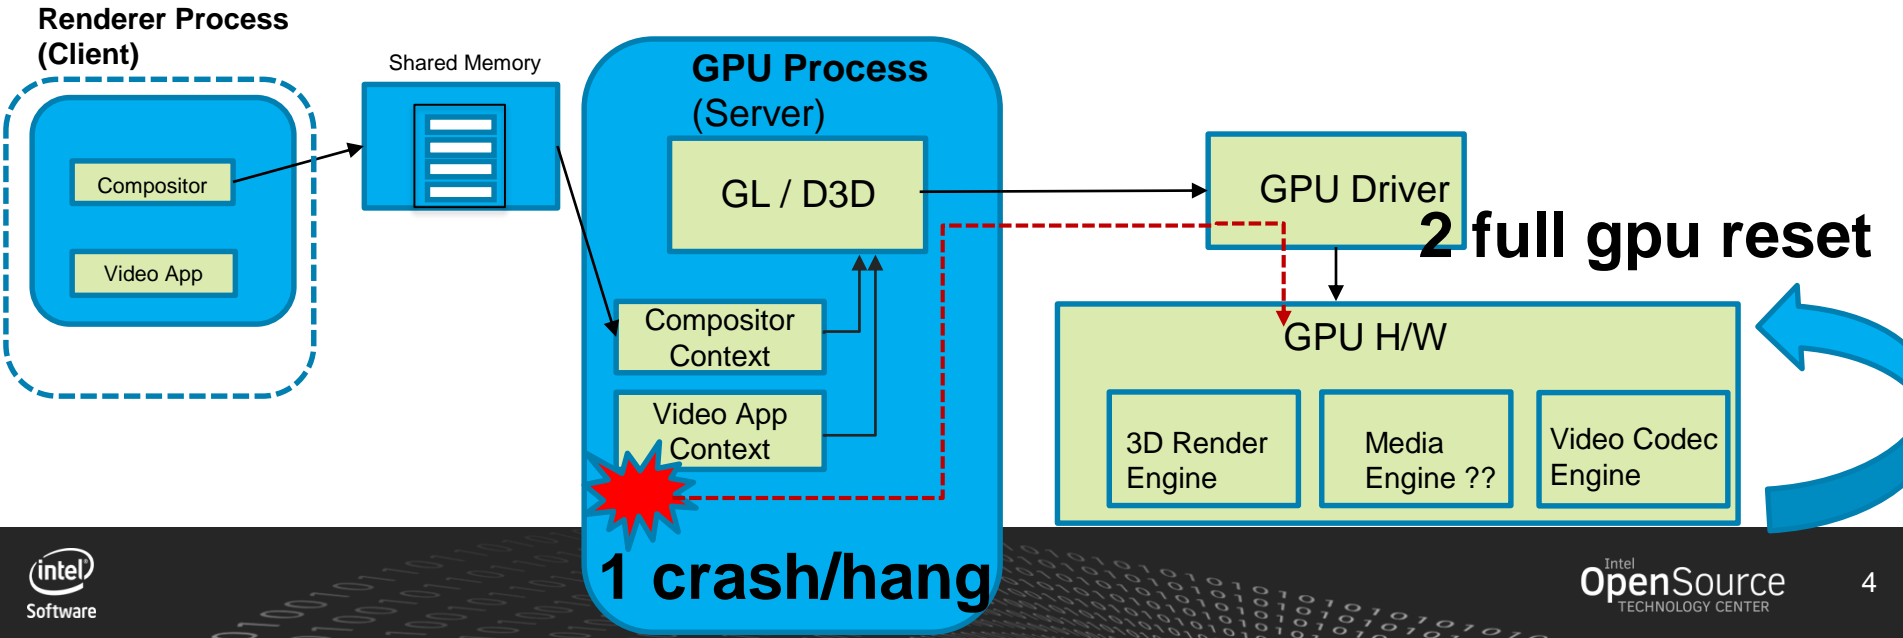 Renderer Process
(Client)
Compositor
Video App
Shared Memory
GPU Process
(Server)
GL / D3D
Compositor
Context
Video App
Context
1 crash/hang
GPU Driver
2 full gpu reset
GPU H/W
3D Render
Engine
Media
Engine ??
Video Codec
Engine
intel
Software
Intel
OpenSource
TECHNOLOGY CENTER
4